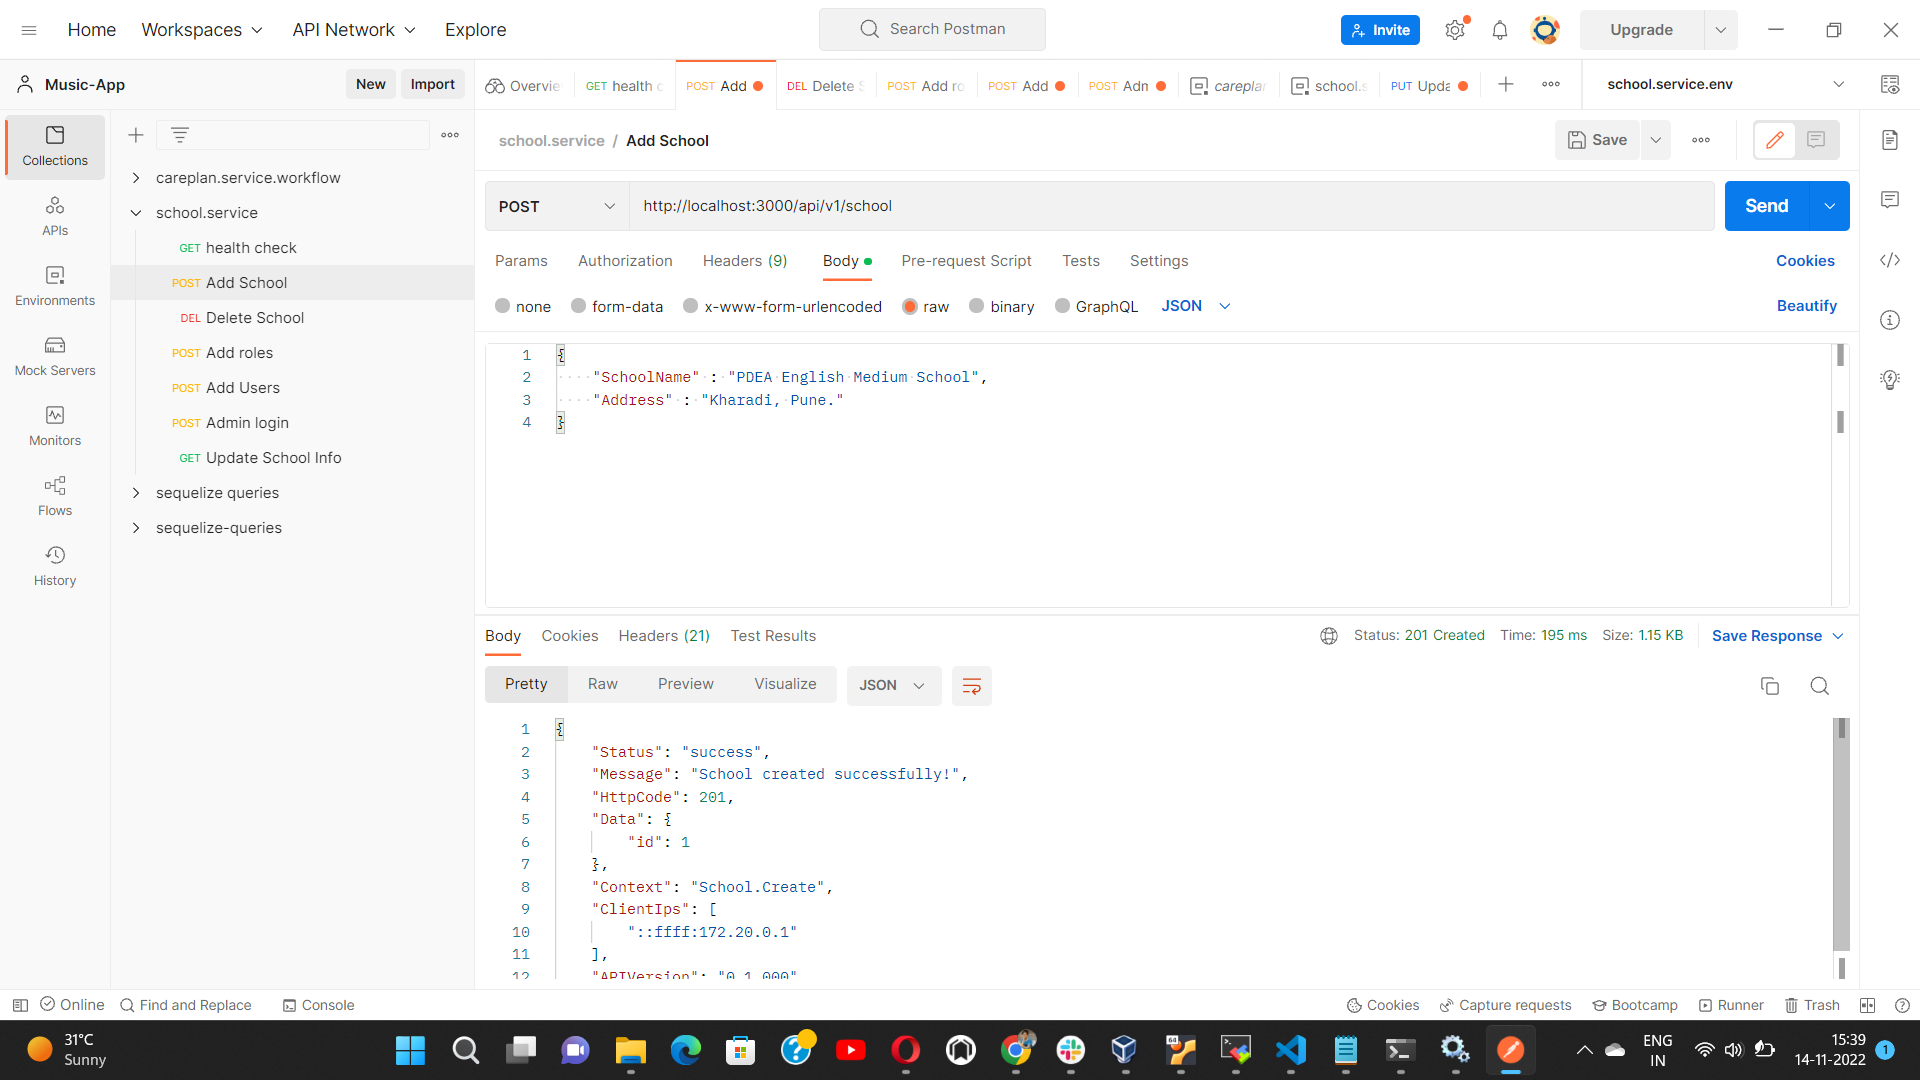 Home
Workspaces
API Network
Explore
Search Postman
Invite
Upgrade
Music-App
New
Import
Overvie
GET health c
POST Add
DEL Delete S
POST Add ro
POST Add
POST Adm
careplan
school.s
PUT Upda
school.service.env
Collections
APIs
Environments
Mock Servers
Monitors
Flows
History
careplan.service.workflow
school.service
GET health check
POST Add School
DEL Delete School
POST Add roles
POST Add Users
POST Admin login
GET Update School Info
sequelize queries
sequelize-queries
school.service / Add School
Save
POST
http://localhost:3000/api/v1/school
Send
Params
Authorization
Headers (9)
Body
Pre-request Script
Tests
Settings
Cookies
none
form-data
x-www-form-urlencoded
raw
binary
GraphQL
JSON
Beautify
1 {
2 "SchoolName" : "PDEA English Medium School",
3 "Address" : "Kharadi, Pune."
4 }
Body
Cookies
Headers (21)
Test Results
Status: 201 Created
Time: 195 ms
Size: 1.15 KB
Save Response
Pretty
Raw
Preview
Visualize
JSON
1 {
2 "Status": "success",
3 "Message": "School created successfully!",
4 "HttpCode": 201,
5 "Data": {
6 "id": 1
7 },
8 "Context": "School.Create",
9 "ClientIps": [
10 "::ffff:172.20.0.1"
11 ],
12 "APIVersion": "0.1.000"
Online
Find and Replace
Console
Cookies
Capture requests
Bootcamp
Runner
Trash
31°C
Sunny
64
ENG
IN
15:39
14-11-2022
1